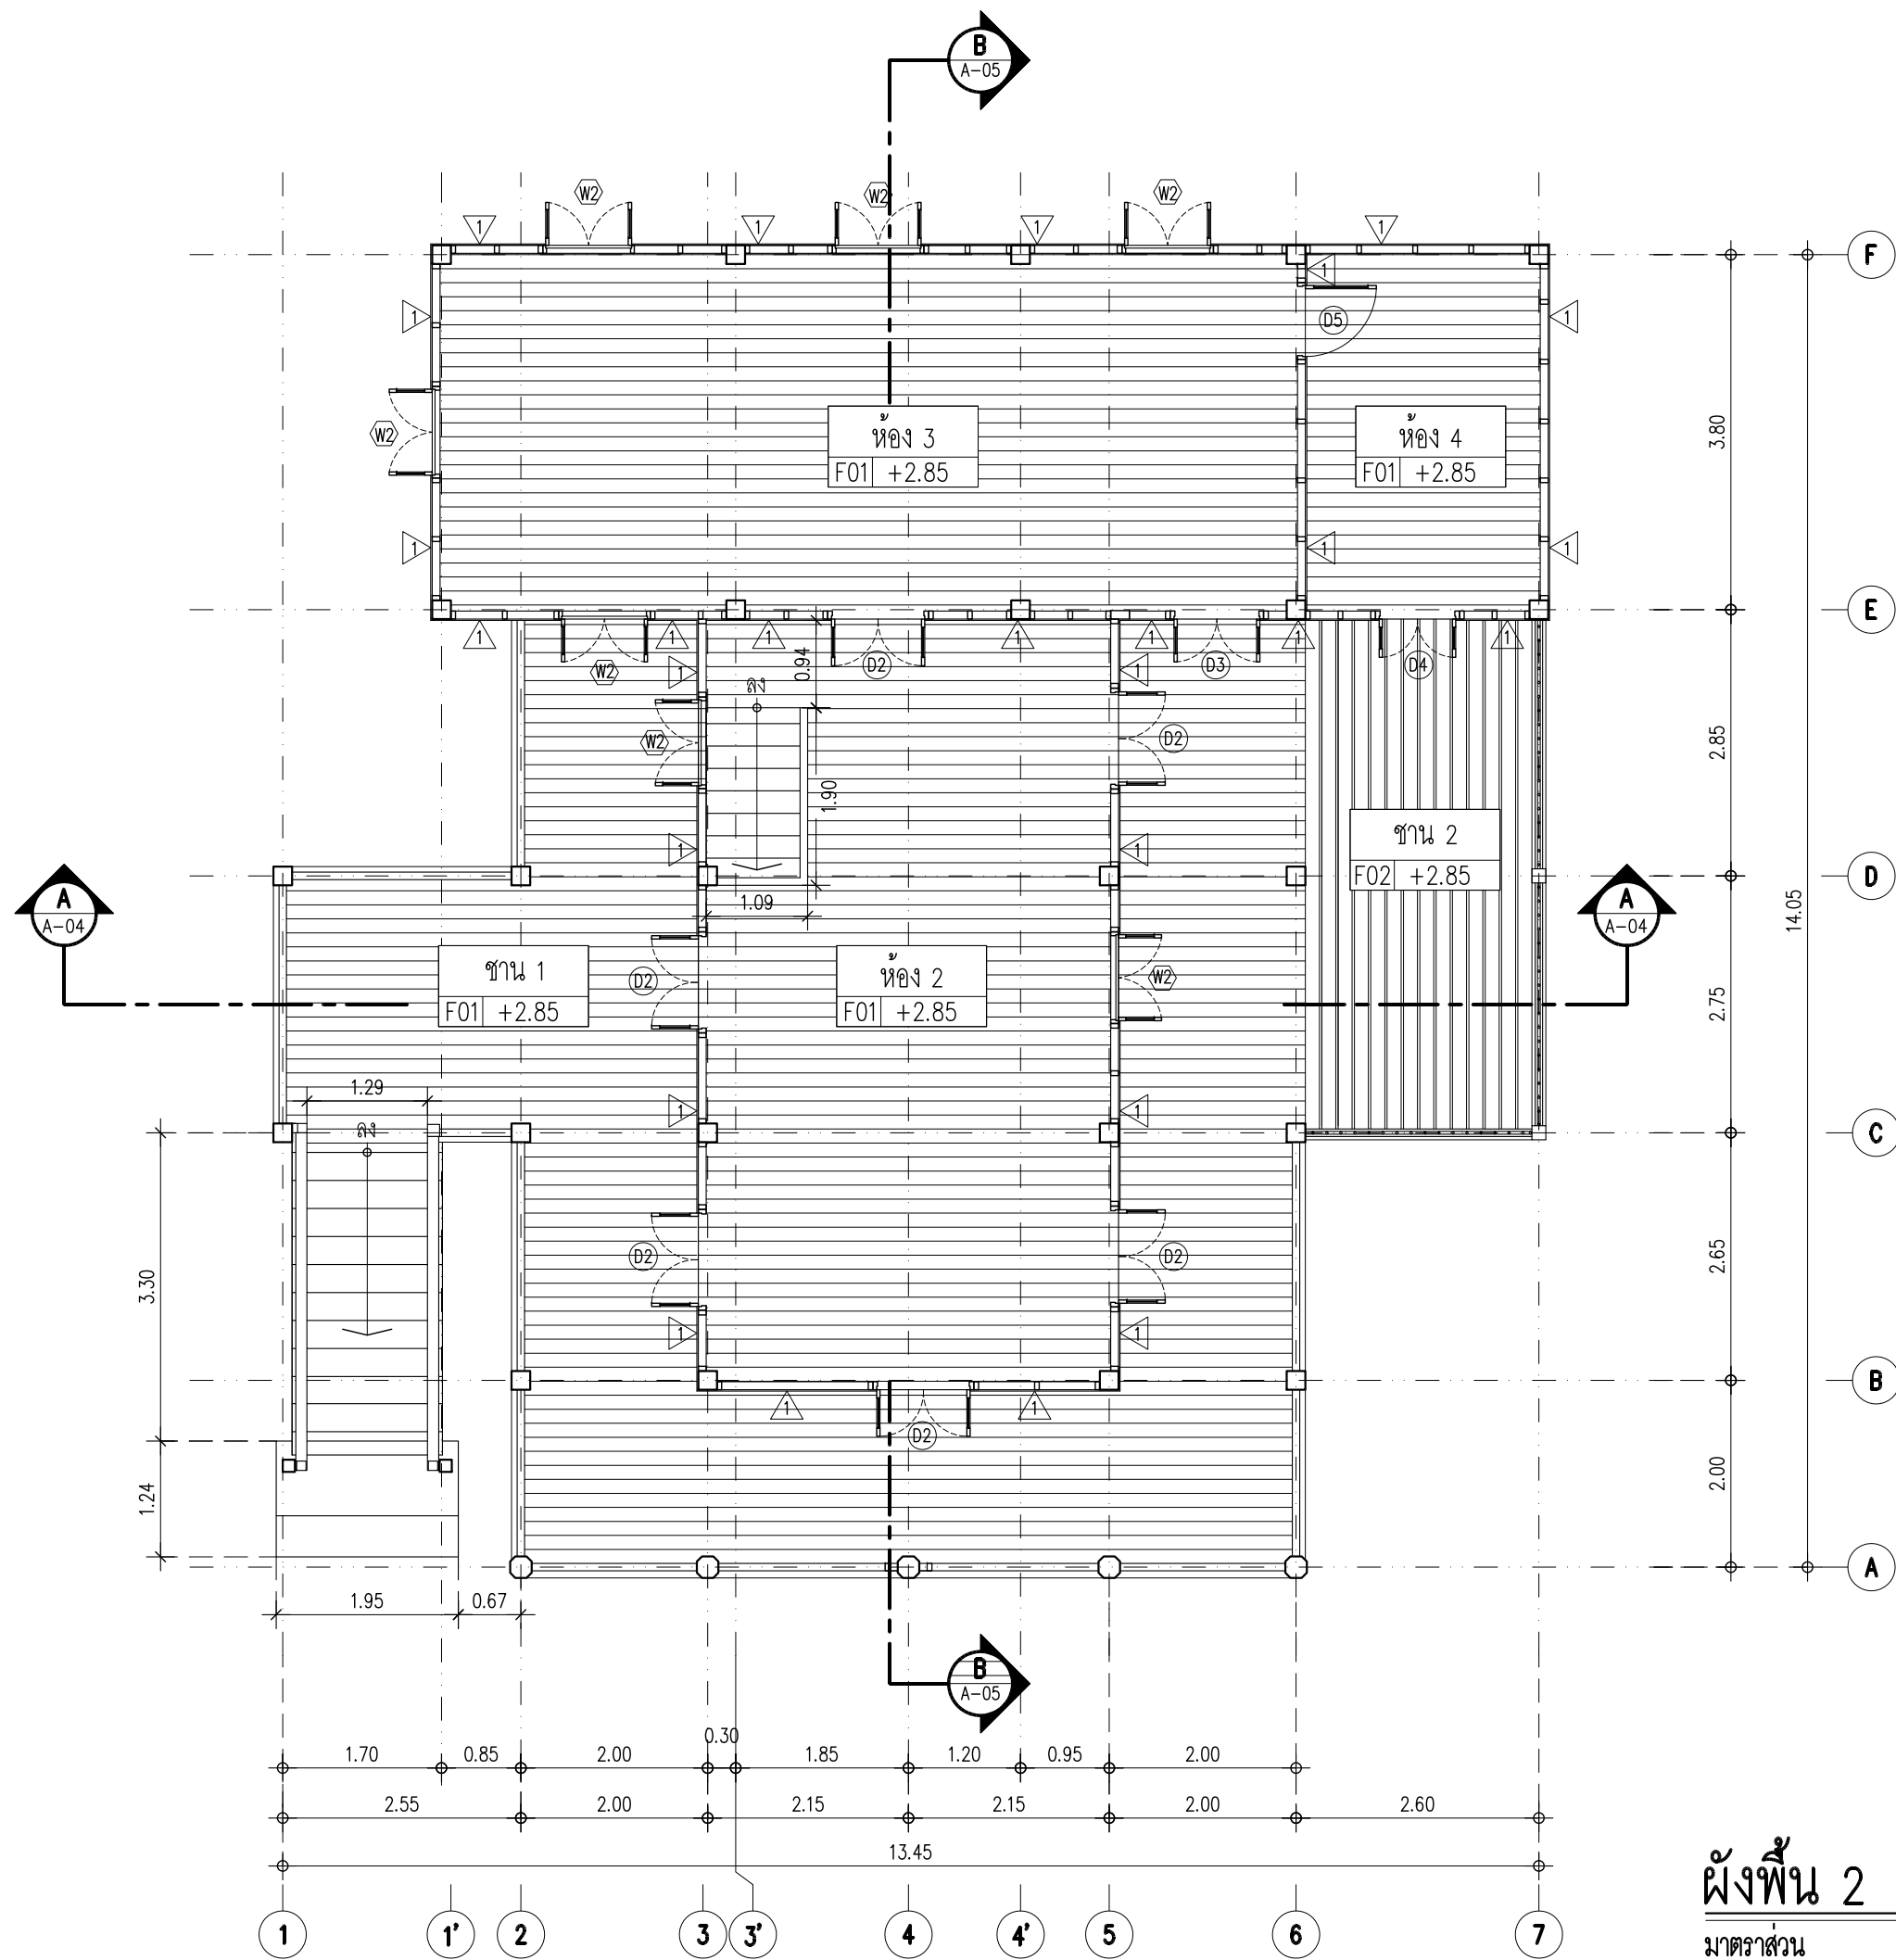 B
A-05
W2
W2
W2
1
1
1
1
F
1
D5
1
1
W2
ห้อง 3
F01 +2.85
ห้อง 4
F01 +2.85
3.80
1
1
1
E
1
1
1
1
1
1
1
W2
1
0.94
D2
1
D3
D4
ลง
W2
D2
2.85
1.90
ชาน 2
F02 +2.85
1
1
D
A
A-04
1.09
A
A-04
14.05
ชาน 1
F01 +2.85
D2
ห้อง 2
F01 +2.85
W2
2.75
1.29
1
1
ลง
C
3.30
D2
D2
2.65
1
1
B
1
1
D2
1.24
2.00
A
1.95
0.67
B
A-05
1.70
0.85
2.00
0.30
1.85
1.20
0.95
2.00
2.55
2.00
2.15
2.15
2.00
2.60
13.45
1
1'
2
3
3'
4
4'
5
6
7
ผังพื้น 2
มาตราส่วน